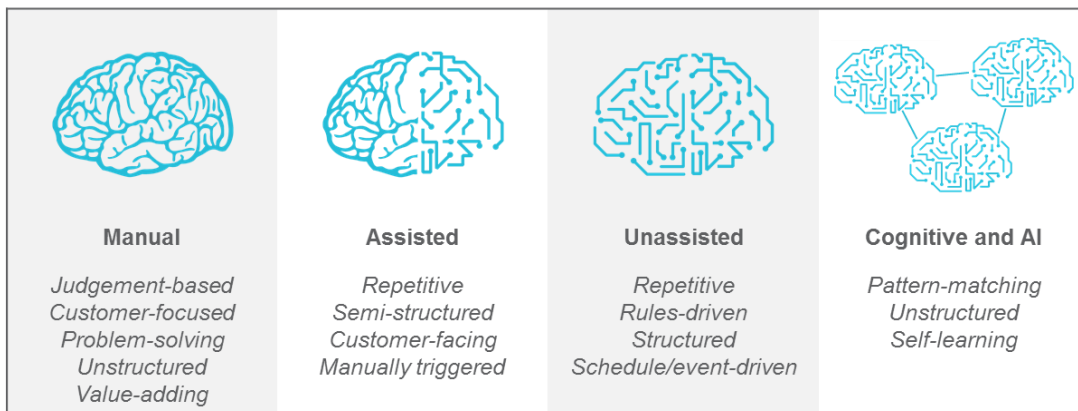 Manual
Judgement-based
Customer-focused
Problem-solving
Unstructured
Value-adding
Assisted
Repetitive
Semi-structured
Customer-facing
Manually triggered
Unassisted
Repetitive
Rules-driven
Structured
Schedule/event-driven
Cognitive and AI
Pattern-matching
Unstructured
Self-learning